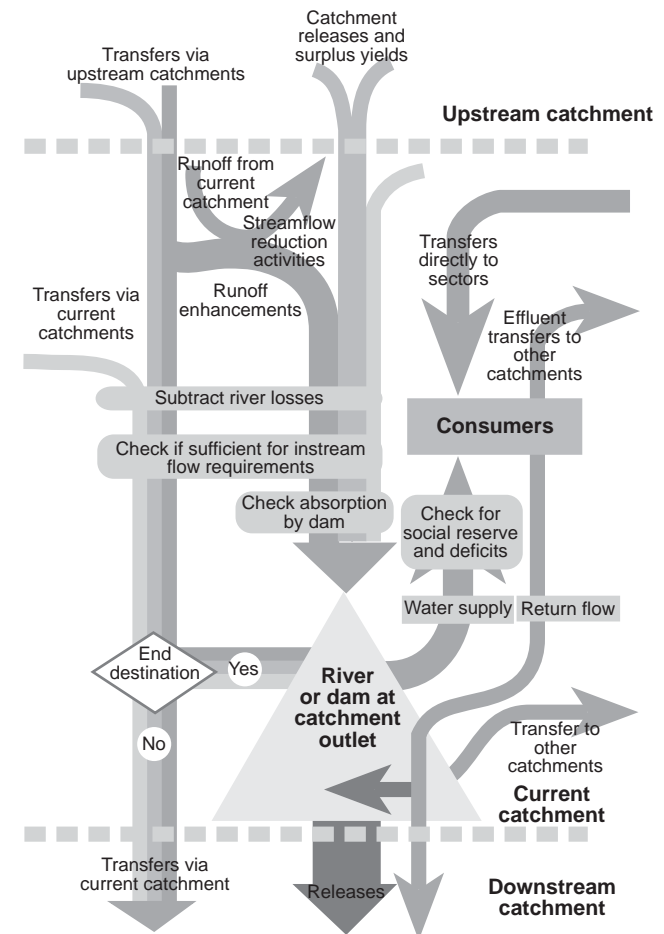 Catchment
releases and
surplus yields
Transfers via
upstream catchments
Upstream catchment
Runoff from
current
catchment
Streamflow
reduction
activities
Transfers
directly to
sectors
Runoff
enhancements
Transfers via
current
catchments
Effluent
transfers to
other
catchments
Subtract river losses
Consumers
Check if sufficient for instream
flow requirements
Check absorption
by dam
Check for
social reserve
and deficits
Water supply
Return flow
End
destination
Yes
River
or dam at
catchment
outlet
No
Transfer to
other
catchments
Current
catchment
Transfers via
current catchment
Releases
Downstream
catchment